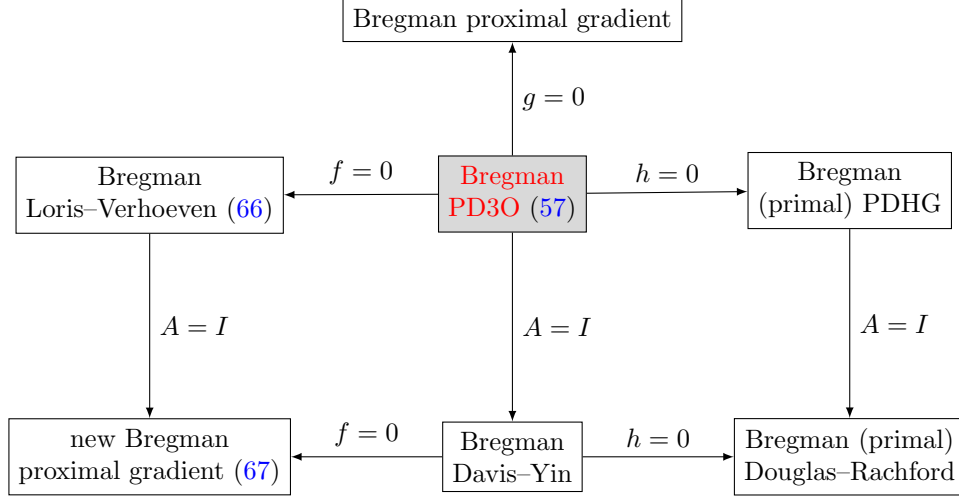 Bregman proximal gradient
g = 0
Bregman
Loris–Verhoeven (66)
f = 0
Bregman
PD3O (57)
h = 0
Bregman
(primal) PDHG
A = I
A = I
A = I
new Bregman
proximal gradient (67)
f = 0
Bregman
Davis–Yin
h = 0
Bregman (primal)
Douglas–Rachford